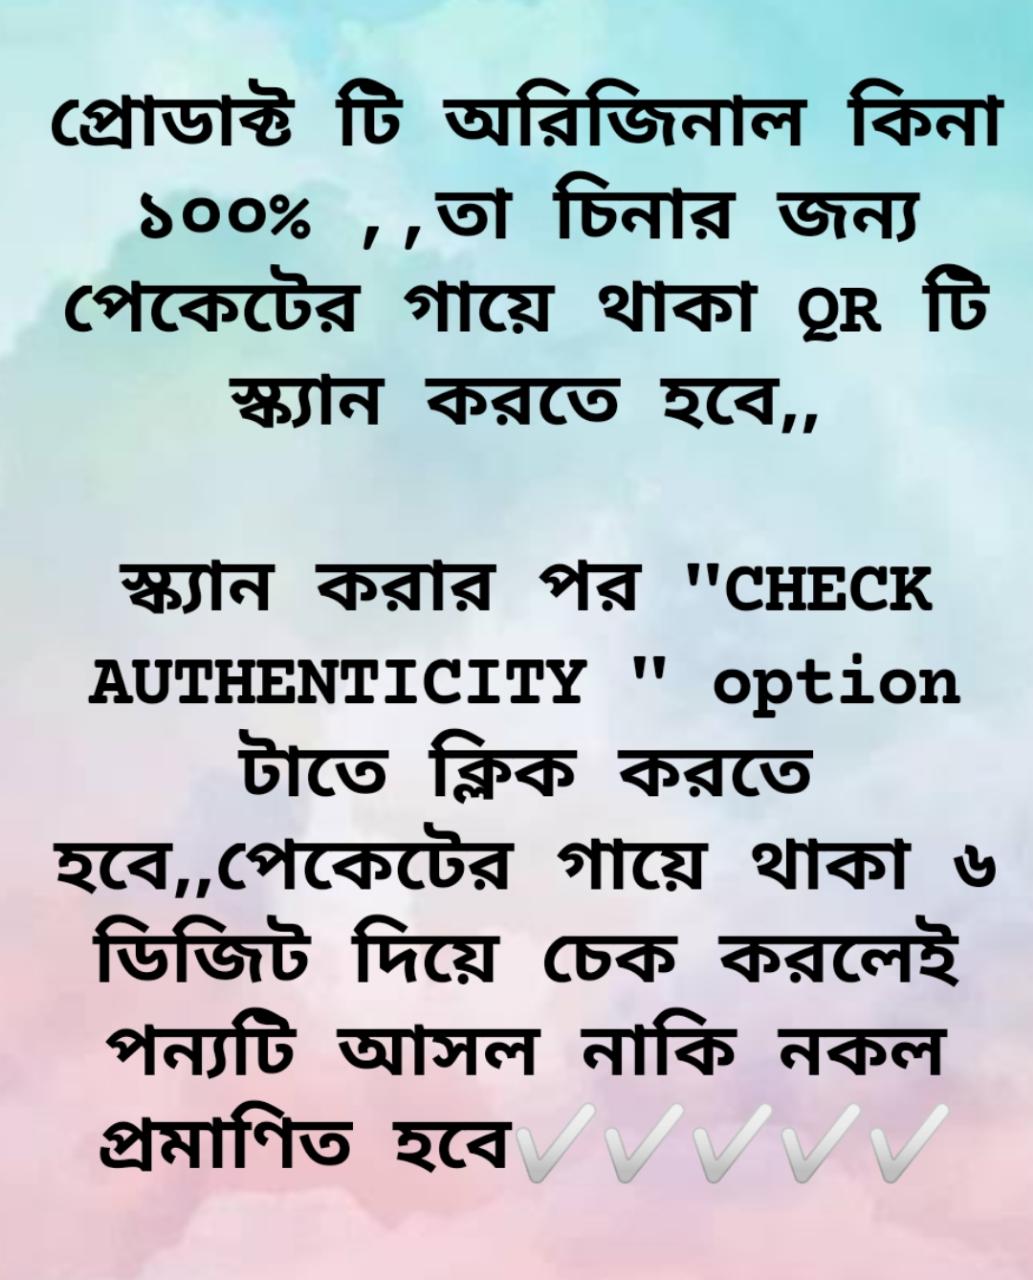 প্রোডাক্ট টি অরিজিনাল কিনা
১০০% ,,তা চিনার জন্য
পেকেটের গায়ে থাকা QR টি
স্ক্যান করতে হবে,,
স্ক্যান করার পর "CHECK
AUTHENTICITY " option
টাতে ক্লিক করতে
হবে,,পেকেটের গায়ে থাকা ৬
ডিজিট দিয়ে চেক করলেই
পন্যটি আসল নাকি নকল
প্রমাণিত হবে✔✔✔✔✔